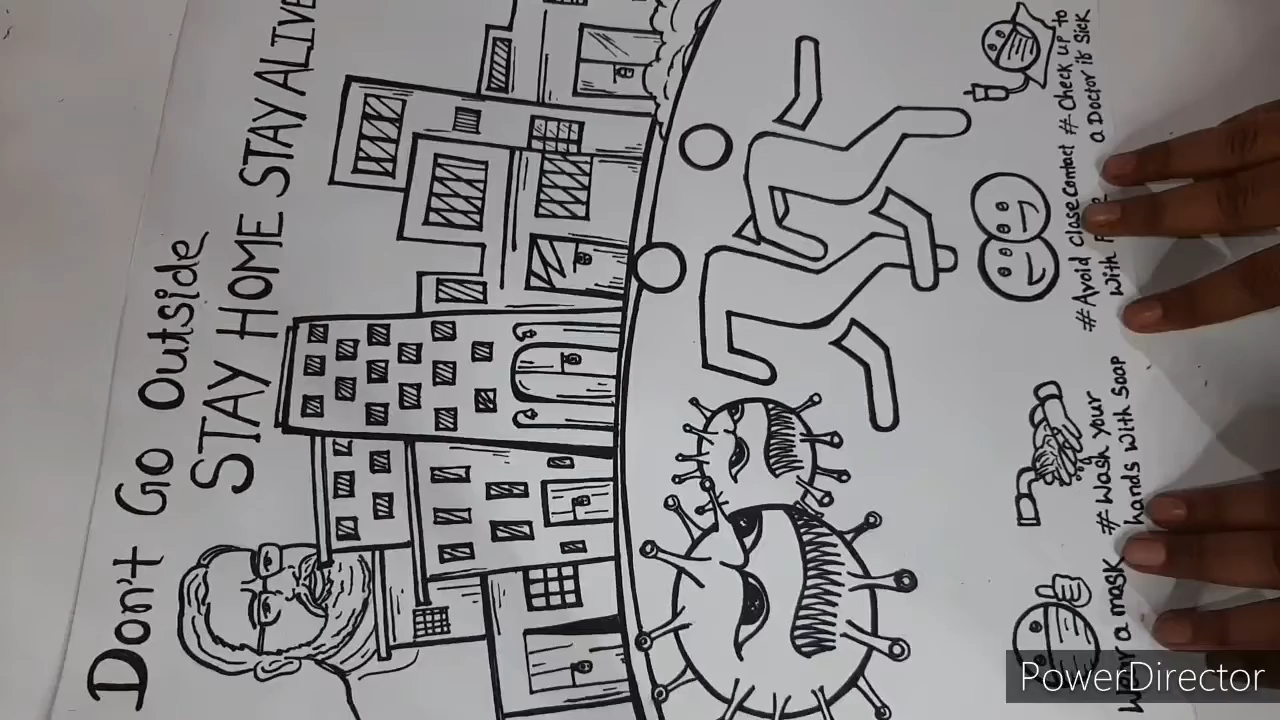 Don't Go Outside
STAY HOME STAY ALIVE
Wear a mask
# Wash your
hands with soap
# Avoid Clase Contact
with
# Check up to
a Doctor if Sick
PowerDirector